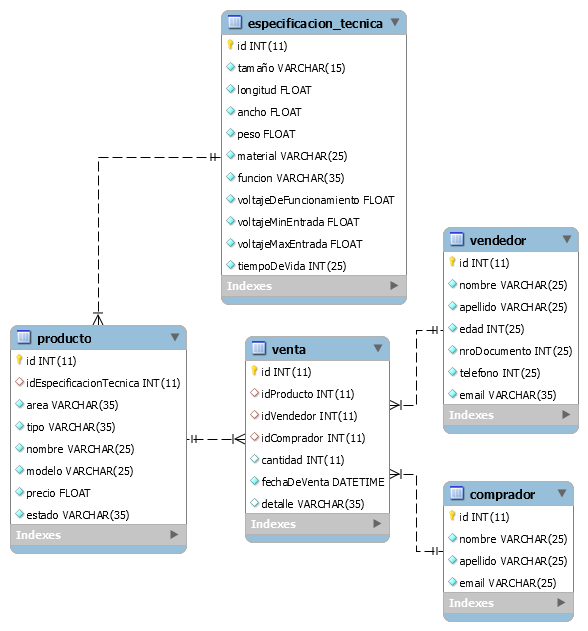 especificacion_tecnica
id INT(11)
tamaño VARCHAR(15)
longitud FLOAT
ancho FLOAT
peso FLOAT
material VARCHAR(25)
funcion VARCHAR(35)
voltajeDeFuncionamiento FLOAT
voltajeMinEntrada FLOAT
voltajeMaxEntrada FLOAT
tiempoDeVida INT(25)
Indexes
producto
id INT(11)
idEspecificacionTecnica INT(11)
area VARCHAR(35)
tipo VARCHAR(35)
nombre VARCHAR(25)
modelo VARCHAR(25)
precio FLOAT
estado VARCHAR(35)
Indexes
venta
id INT(11)
idProducto INT(11)
idVendedor INT(11)
idComprador INT(11)
cantidad INT(11)
fechaDeVenta DATETIME
detalle VARCHAR(35)
Indexes
vendedor
id INT(11)
nombre VARCHAR(25)
apellido VARCHAR(25)
edad INT(25)
nroDocumento INT(25)
telefono INT(25)
email VARCHAR(35)
Indexes
comprador
id INT(11)
nombre VARCHAR(25)
apellido VARCHAR(25)
email VARCHAR(25)
Indexes